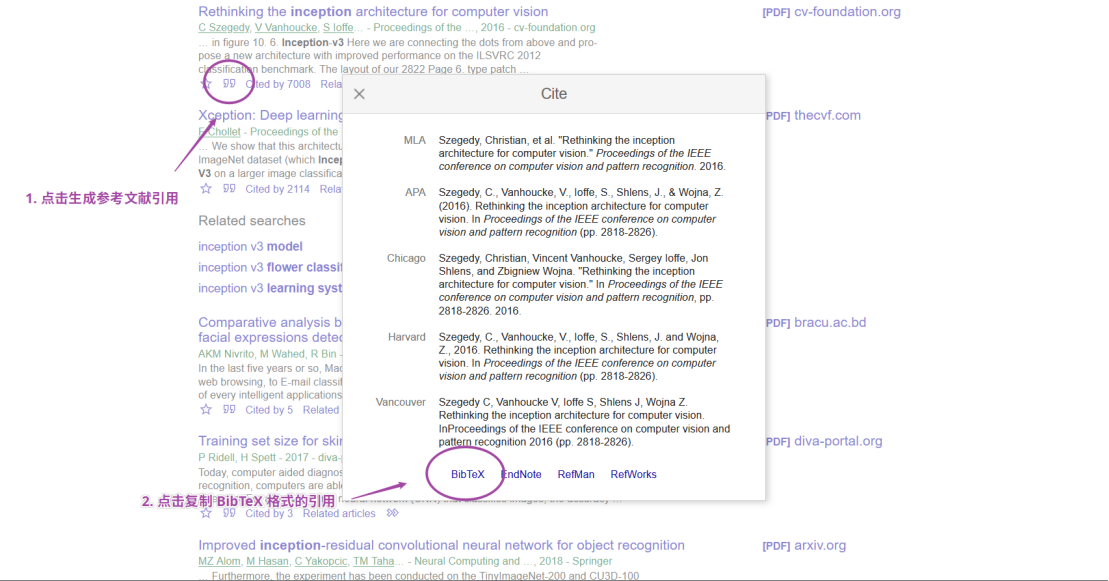 Rethinking the inception architecture for computer vision
[PDF] cv-foundation.org
C Szegedy, V Vanhoucke, S Ioffe… - Proceedings of the …, 2016 - cv-foundation.org
… in figure 10. 6. Inception-v3 Here we are connecting the dots from above and pro-
pose a new architecture with improved performance on the ILSVRC 2012
classification benchmark. The layout of our 2822 Page 6. type patch …
Cited by 7008 Rela
Xception: Deep learning
[PDF] thecvf.com
F Chollet - Proceedings of the
… We show that this architectu
ImageNet dataset (which Incep
V3 on a larger image classifica
Cited by 2114 Rela
1. 点击生成参考文献引用
Related searches
inception v3 model
inception v3 flower classif
inception v3 learning syst
Comparative analysis b
facial expressions detec
PDF] bracu.ac.bd
AKM Nivrito, M Wahed, R Bin -
In the last five years or so, Mac
web browsing, to E-mail classif
of every intelligent applications
Cited by 5 Related
Training set size for skin
PDF] diva-portal.org
P Ridell, H Spett - 2017 - diva-
Today, computer aided diagnos
recognition, computers are able
2. 点击复制 BibTeX 格式的引用
Cited by 3 Related articles
Improved inception-residual convolutional neural network for object recognition
[PDF] arxiv.org
MZ Alom, M Hasan, C Yakopcic, TM Taha… - Neural Computing and …, 2018 - Springer
… Furthermore, the experiment has been conducted on the TinyImageNet-200 and CU3D-100
Cite
MLA
Szegedy, Christian, et al. "Rethinking the inception
architecture for computer vision." Proceedings of the IEEE
conference on computer vision and pattern recognition. 2016.
APA
Szegedy, C., Vanhoucke, V., Ioffe, S., Shlens, J., & Wojna, Z.
(2016). Rethinking the inception architecture for computer
vision. In Proceedings of the IEEE conference on computer
vision and pattern recognition (pp. 2818-2826).
Chicago
Szegedy, Christian, Vincent Vanhoucke, Sergey Ioffe, Jon
Shlens, and Zbigniew Wojna. "Rethinking the inception
architecture for computer vision." In Proceedings of the IEEE
conference on computer vision and pattern recognition, pp.
2818-2826. 2016.
Harvard
Szegedy, C., Vanhoucke, V., Ioffe, S., Shlens, J. and Wojna,
Z., 2016. Rethinking the inception architecture for computer
vision. In Proceedings of the IEEE conference on computer
vision and pattern recognition (pp. 2818-2826).
Vancouver
Szegedy C, Vanhoucke V, Ioffe S, Shlens J, Wojna Z.
Rethinking the inception architecture for computer vision.
InProceedings of the IEEE conference on computer vision and
pattern recognition 2016 (pp. 2818-2826).
BibTeX EndNote RefMan RefWorks